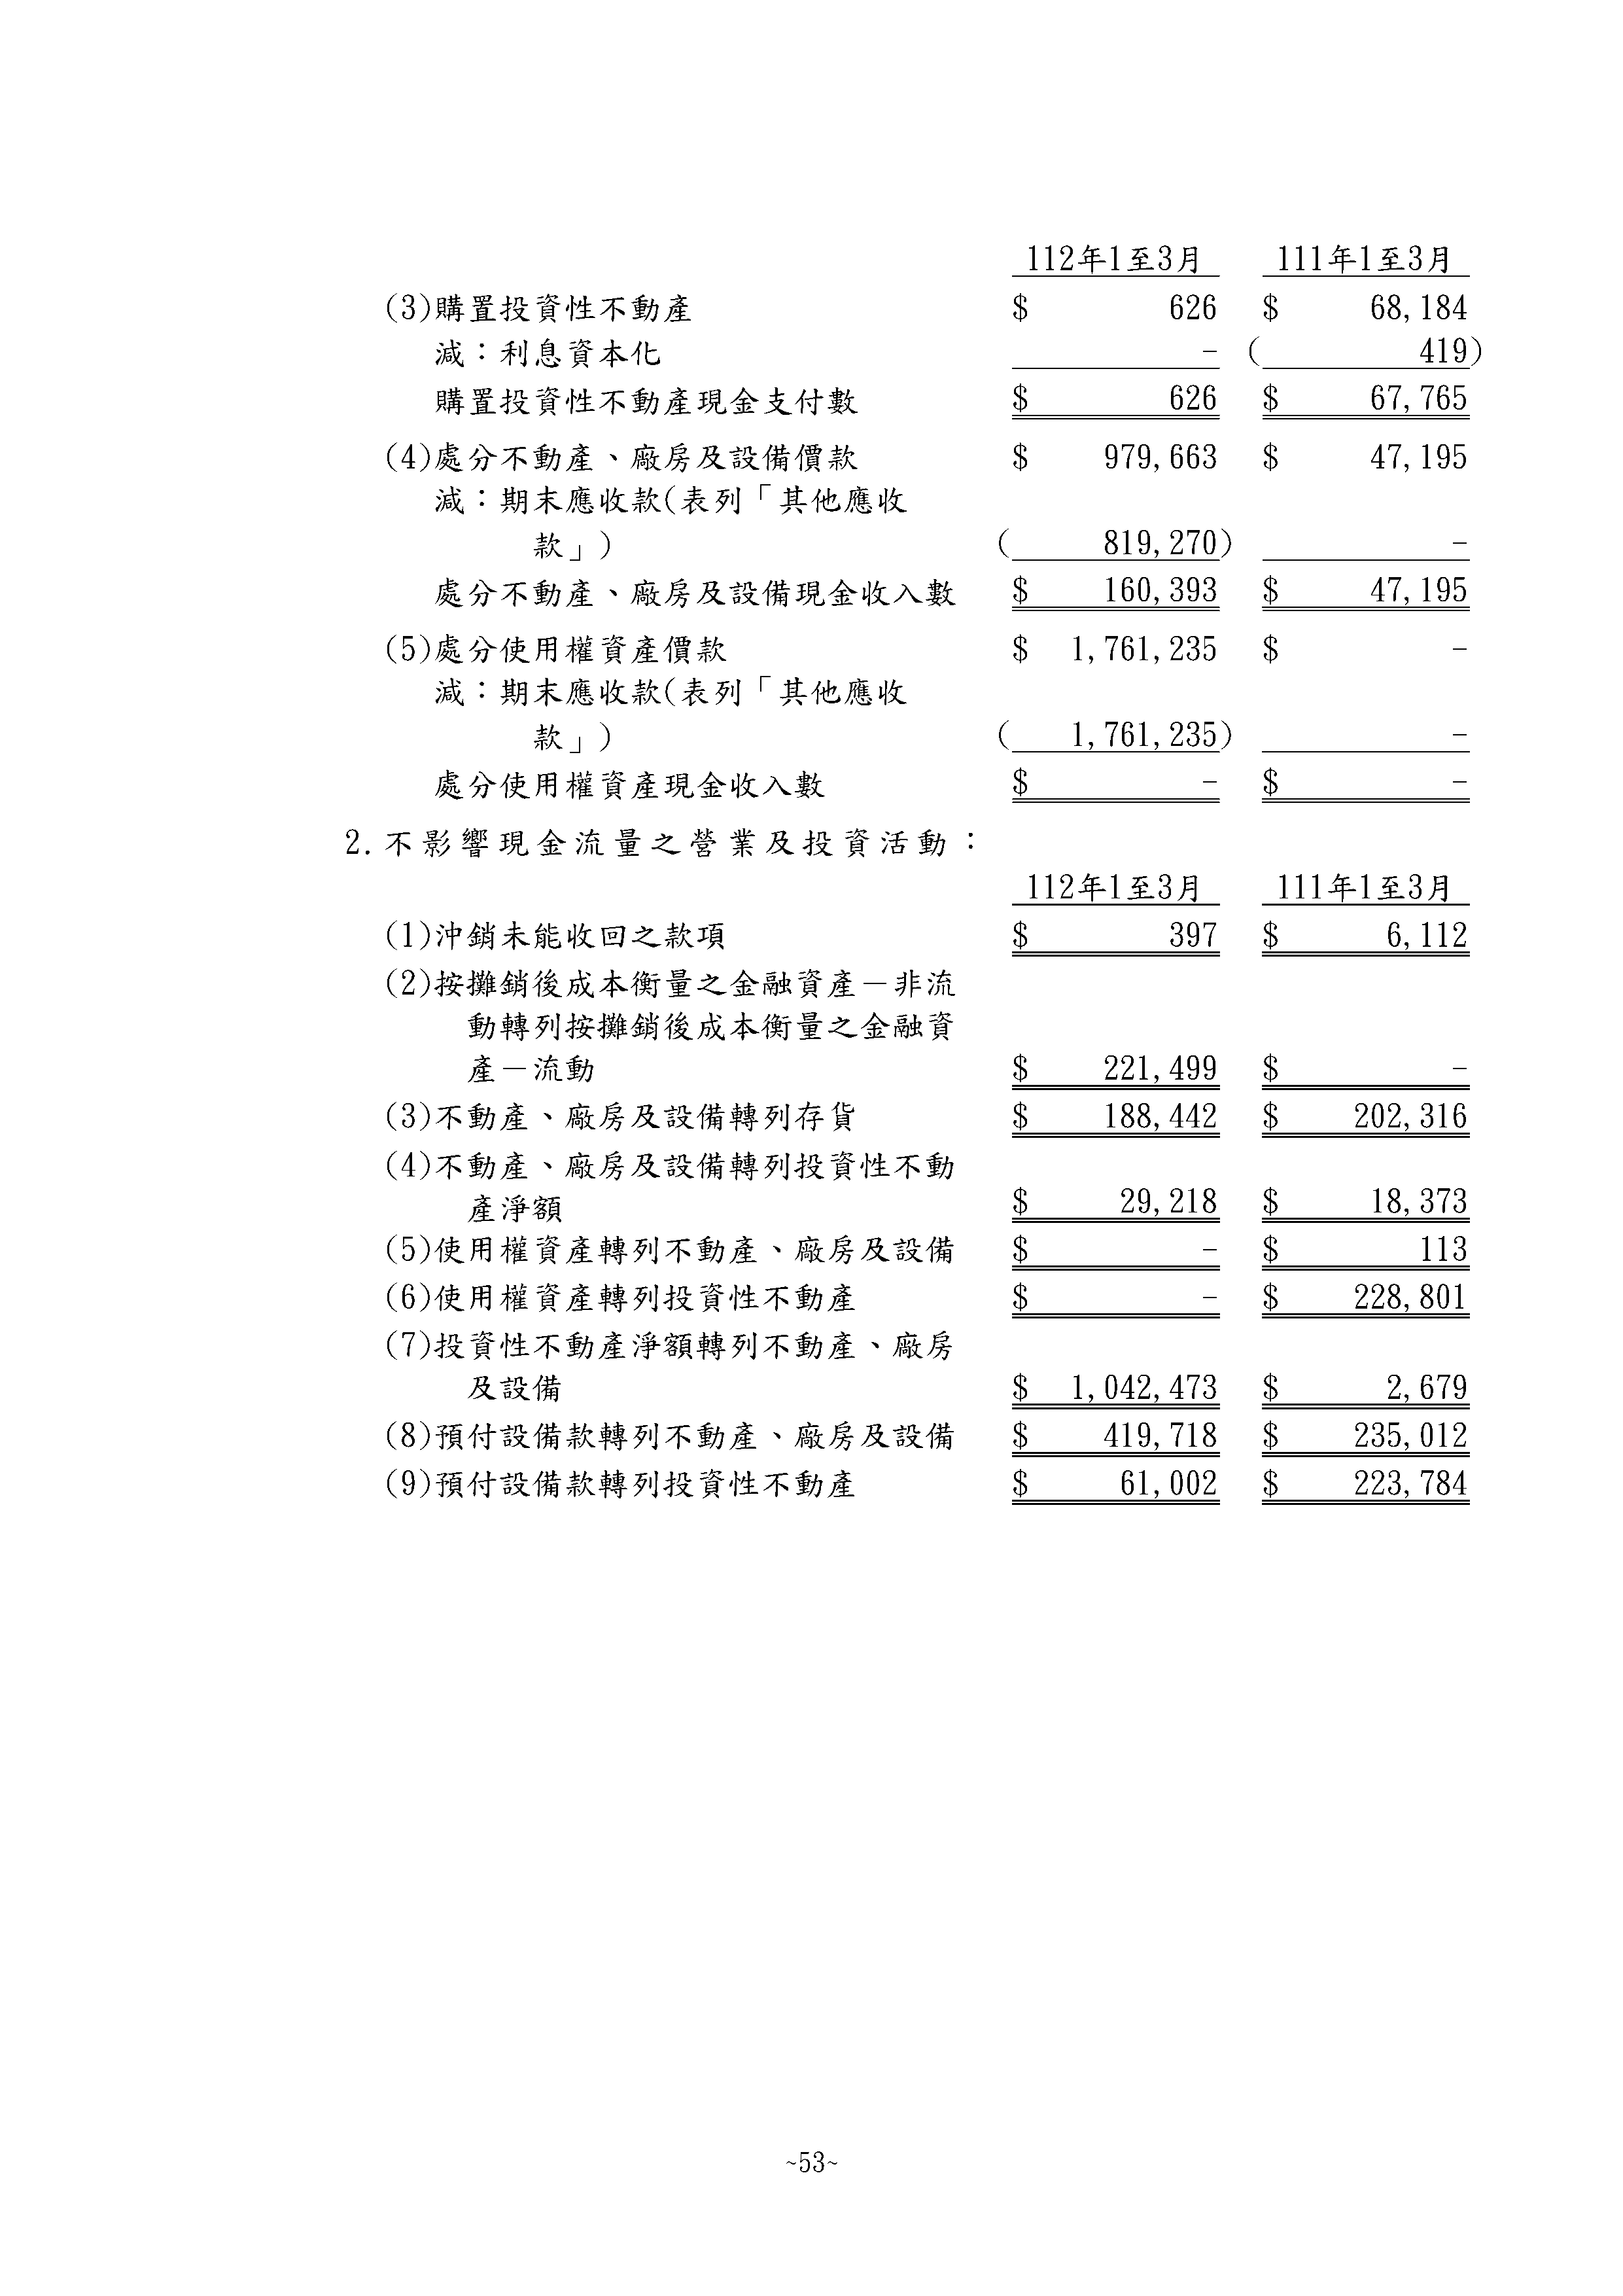 112年1至3月 111年1至3月
(3)購置投資性不動產 $ 626 $ 68,184
減：利息資本化 - ( 419)
購置投資性不動產現金支付數 $ 626 $ 67,765
(4)處分不動產、廠房及設備價款 $ 979,663 $ 47,195
減：期末應收款(表列「其他應收
款」) ( 819,270) -
處分不動產、廠房及設備現金收入數 $ 160,393 $ 47,195
(5)處分使用權資產價款 $ 1,761,235 $ -
減：期末應收款(表列「其他應收
款」) ( 1,761,235) -
處分使用權資產現金收入數 $ - $ -
2.不影響現金流量之營業及投資活動：
112年1至3月 111年1至3月
(1)沖銷未能收回之款項 $ 397 $ 6,112
(2)按攤銷後成本衡量之金融資產－非流
動轉列按攤銷後成本衡量之金融資
產－流動 $ 221,499 $ -
(3)不動產、廠房及設備轉列存貨 $ 188,442 $ 202,316
(4)不動產、廠房及設備轉列投資性不動
產淨額 $ 29,218 $ 18,373
(5)使用權資產轉列不動產、廠房及設備 $ - $ 113
(6)使用權資產轉列投資性不動產 $ - $ 228,801
(7)投資性不動產淨額轉列不動產、廠房
及設備 $ 1,042,473 $ 2,679
(8)預付設備款轉列不動產、廠房及設備 $ 419,718 $ 235,012
(9)預付設備款轉列投資性不動產 $ 61,002 $ 223,784
~53~